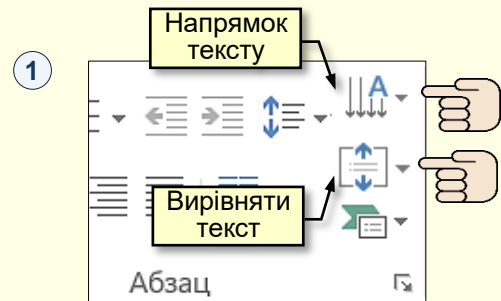 Напрямок
тексту
1
A
Вирівняти
текст
Абзац